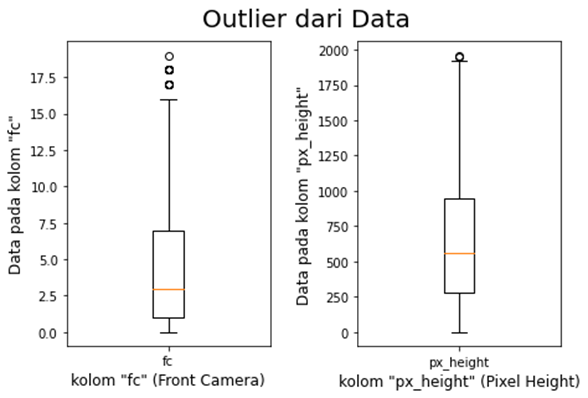 Outlier dari Data
Data pada kolom "fc"
17.5
15.0
12.5
10.0
7.5
5.0
2.5
0.0
fc
kolom "fc" (Front Camera)
Data pada kolom "px_height"
2000
1750
1500
1250
1000
750
500
250
0
px_height
kolom "px_height" (Pixel Height)